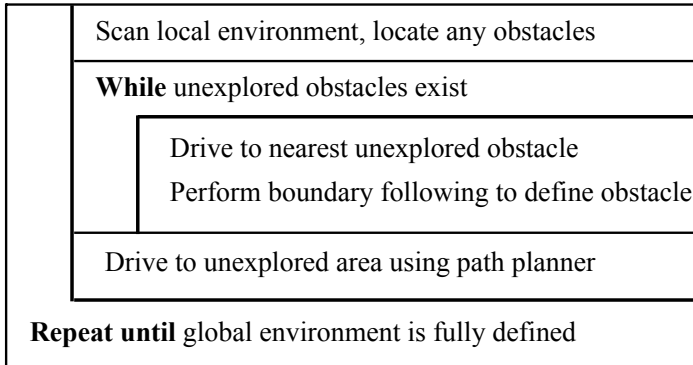 Scan local environment, locate any obstacles
While unexplored obstacles exist
Drive to nearest unexplored obstacle
Perform boundary following to define obstacle
Drive to unexplored area using path planner
Repeat until global environment is fully defined